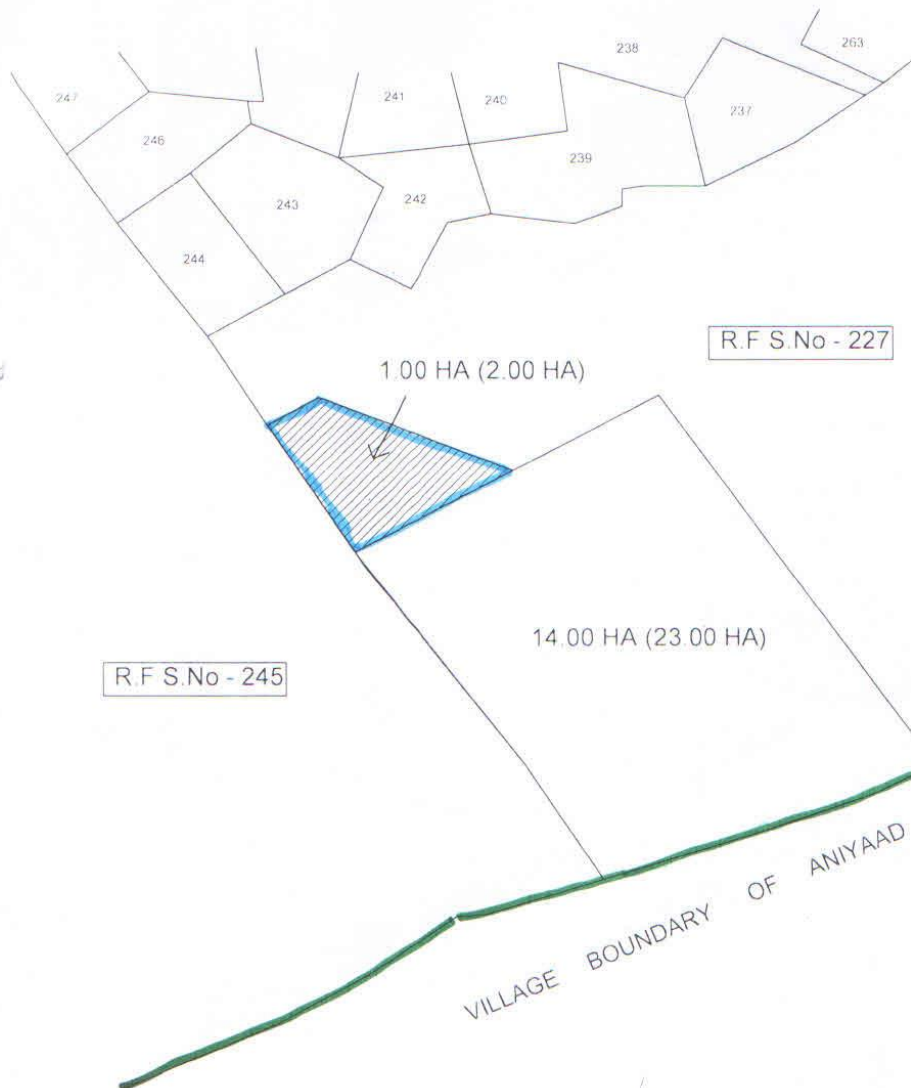 263
238
247
241
240
237
246
239
242
243
244
R.F S.No - 227
1.00 HA (2.00 HA)
14.00 HA (23.00 HA)
R.F S.No - 245
VILLAGE BOUNDARY OF ANIYAAD